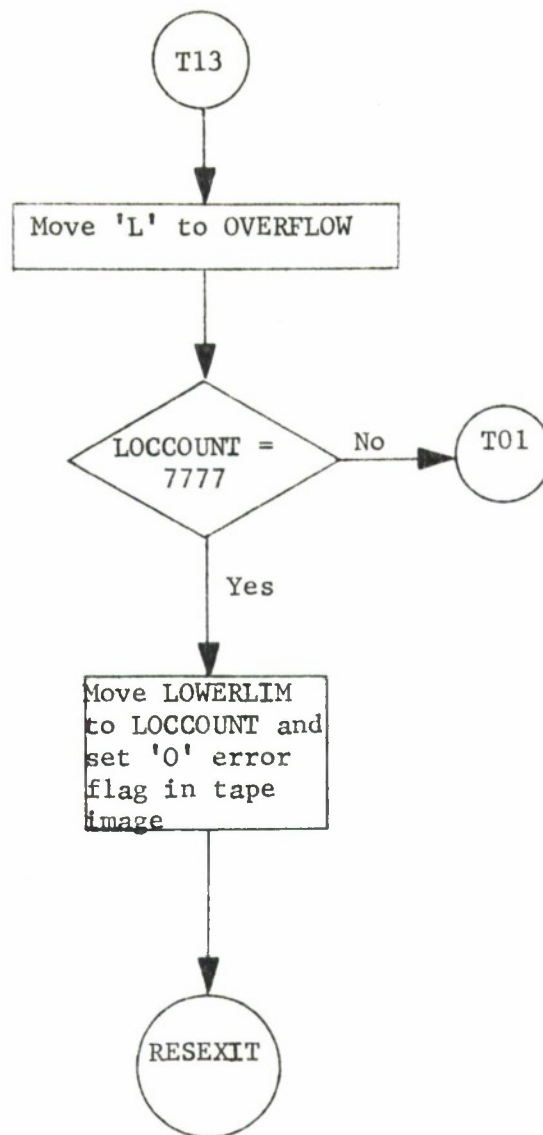 T13
Move 'L' to OVERFLOW
LOCCOUNT =
7777
No
T01
Yes
Move LOWERLIM
to LOCCOUNT and
set 'O' error
flag in tape
image
RESEXIT